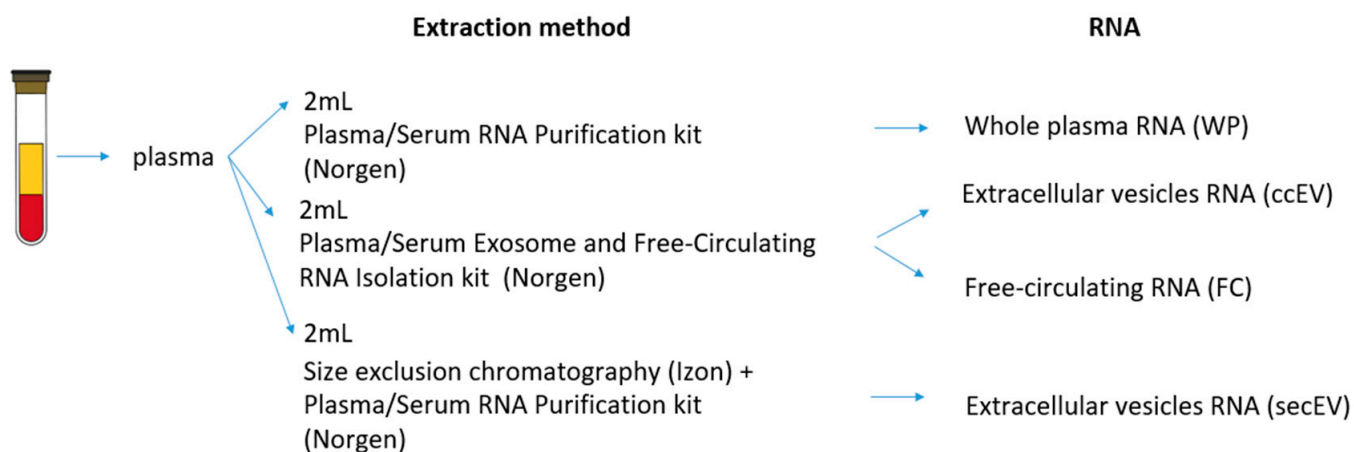 Extraction method
RNA
plasma
2mL
Plasma/Serum RNA Purification kit
(Norgen)
Whole plasma RNA (WP)
2mL
Plasma/Serum Exosome and Free-Circulating
RNA Isolation kit  (Norgen)
Extracellular vesicles RNA (ccEV)
Free-circulating RNA (FC)
2mL
Size exclusion chromatography (Izon) +
Plasma/Serum RNA Purification kit
(Norgen)
Extracellular vesicles RNA (secEV)